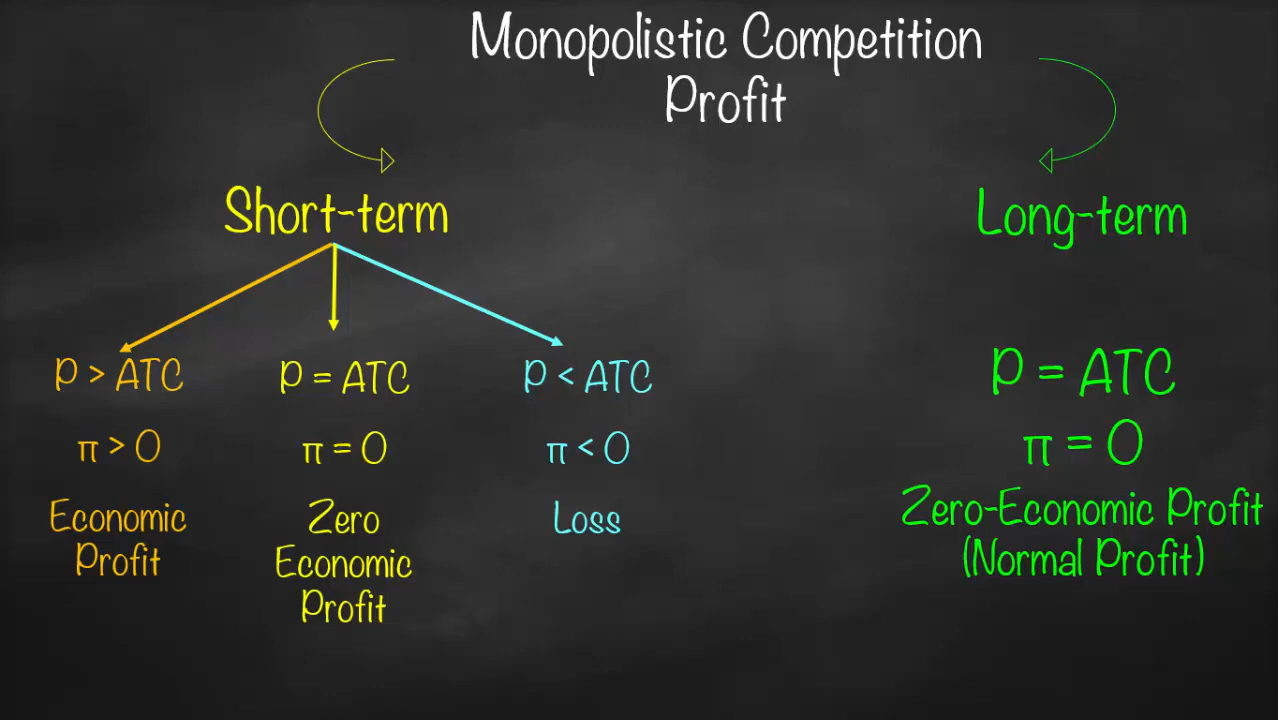 Monopolistic Competition
Profit
Short-term
P > ATC
π > 0
Economic
Profit
P = ATC
π = 0
Zero
Economic
Profit
P < ATC
π < 0
Loss
Long-term
P = ATC
π = 0
Zero-Economic Profit
(Normal Profit)